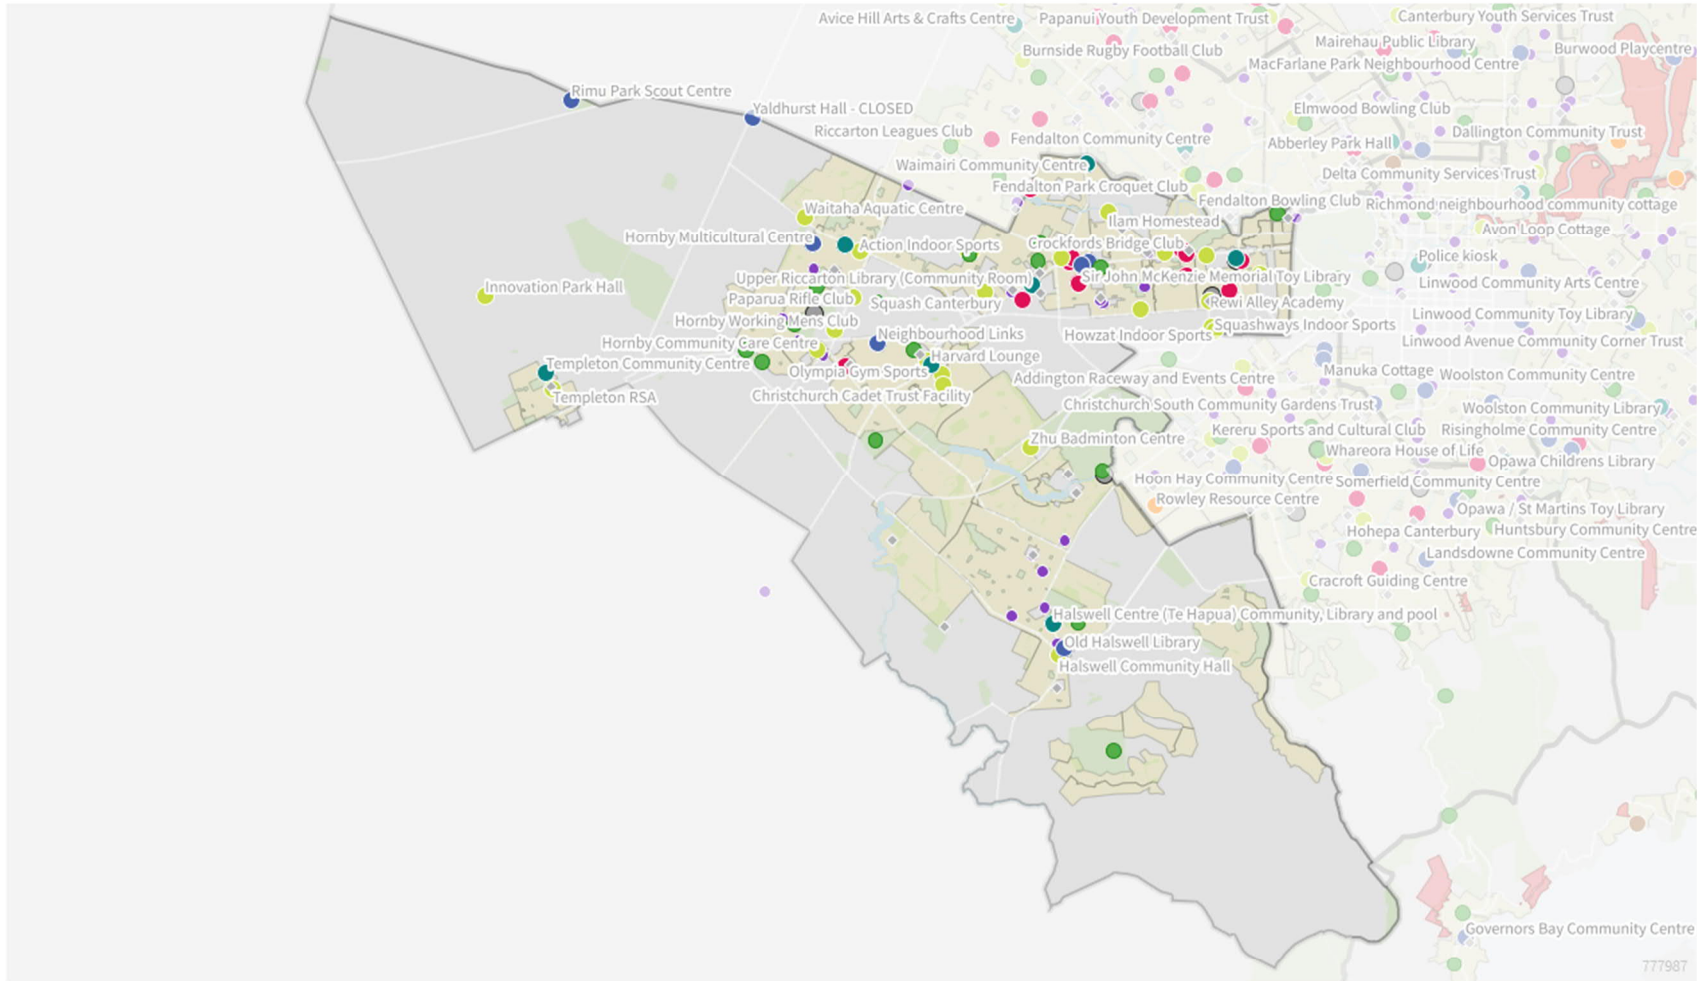 Avice Hill Arts & Crafts Centre
Papanui Youth Development Trust
Canterbury Youth Services Trust
Burnside Rugby Football Club
Mairehau Public Library
Burwood Playcentre
MacFarlane Park Neighbourhood Centre
Rimu Park Scout Centre
Yaldhurst Hall - CLOSED
Elmwood Bowling Club
Riccarton Leagues Club
Fendalton Community Centre
Dallington Community Trust
Abberley Park Hall
Waimairi Community Centre
Delta Community Services Trust
Fendalton Park Croquet Club
Fendalton Bowling Club
Richmond neighbourhood community cottage
Waitaha Aquatic Centre
Ilam Homestead
Avon Loop Cottage
Hornby Multicultural Centre
Action Indoor Sports
Crockfords Bridge Club
Police kiosk
Upper Riccarton Library (Community Room)
Sir John McKenzie Memorial Toy Library
Linwood Community Arts Centre
Innovation Park Hall
Paparua Rifle Club
Squash Canterbury
Rewi Alley Academy
Linwood Community Toy Library
Hornby Working Mens Club
Neighbourhood Links
Howzat Indoor Sports
Squashways Indoor Sports
Hornby Community Care Centre
Harvard Lounge
Linwood Avenue Community Corner Trust
Templeton Community Centre
Olympia Gym Sports
Addington Raceway and Events Centre
Manuka Cottage
Woolston Community Centre
Templeton RSA
Christchurch Cadet Trust Facility
Christchurch South Community Gardens Trust
Woolston Community Library
Zhu Badminton Centre
Kereru Sports and Cultural Club
Risingholme Community Centre
Whareora House of Life
Opawa Childrens Library
Hoon Hay Community Centre
Somerfield Community Centre
Rowley Resource Centre
Opawa / St Martins Toy Library
Hohepa Canterbury
Huntsbury Community Centre
Landsdowne Community Centre
Cracroft Guiding Centre
Halswell Centre (Te Hapua) Community, Library and pool
Old Halswell Library
Halswell Community Hall
Governors Bay Community Centre
777987